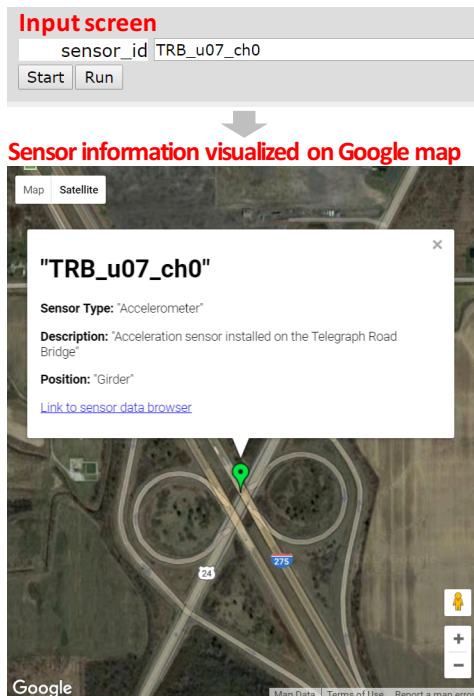 Input screen
sensor_id TRB_u07_ch0
Start Run
Sensor information visualized on Google map
Map Satellite
×
"TRB_u07_ch0"
Sensor Type: "Accelerometer"
Description: "Acceleration sensor installed on the Telegraph Road
Bridge"
Position: "Girder"
Link to sensor data browser
275
24
+
−
Google
Map Data Terms of Use Report a map error